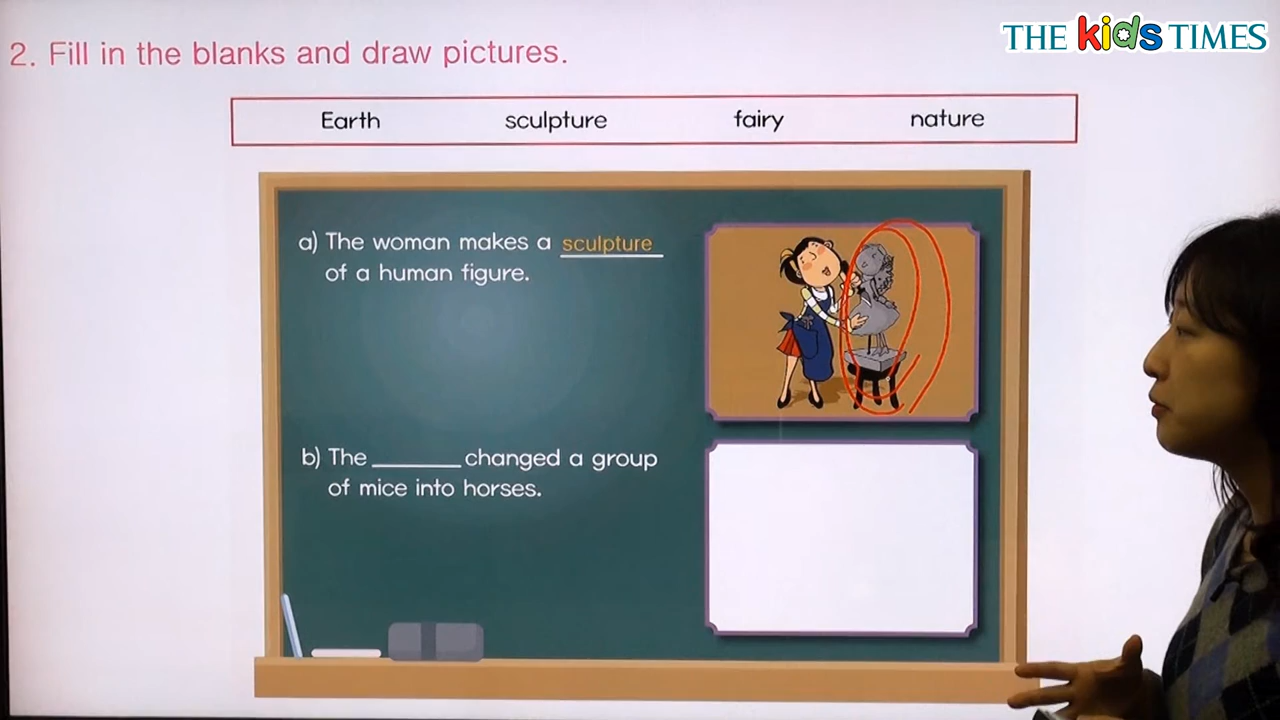 THE kids TIMES
2. Fill in the blanks and draw pictures.
Earth sculpture fairy nature
a) The woman makes a sculpture
of a human figure.
b) The ______ changed a group
of mice into horses.